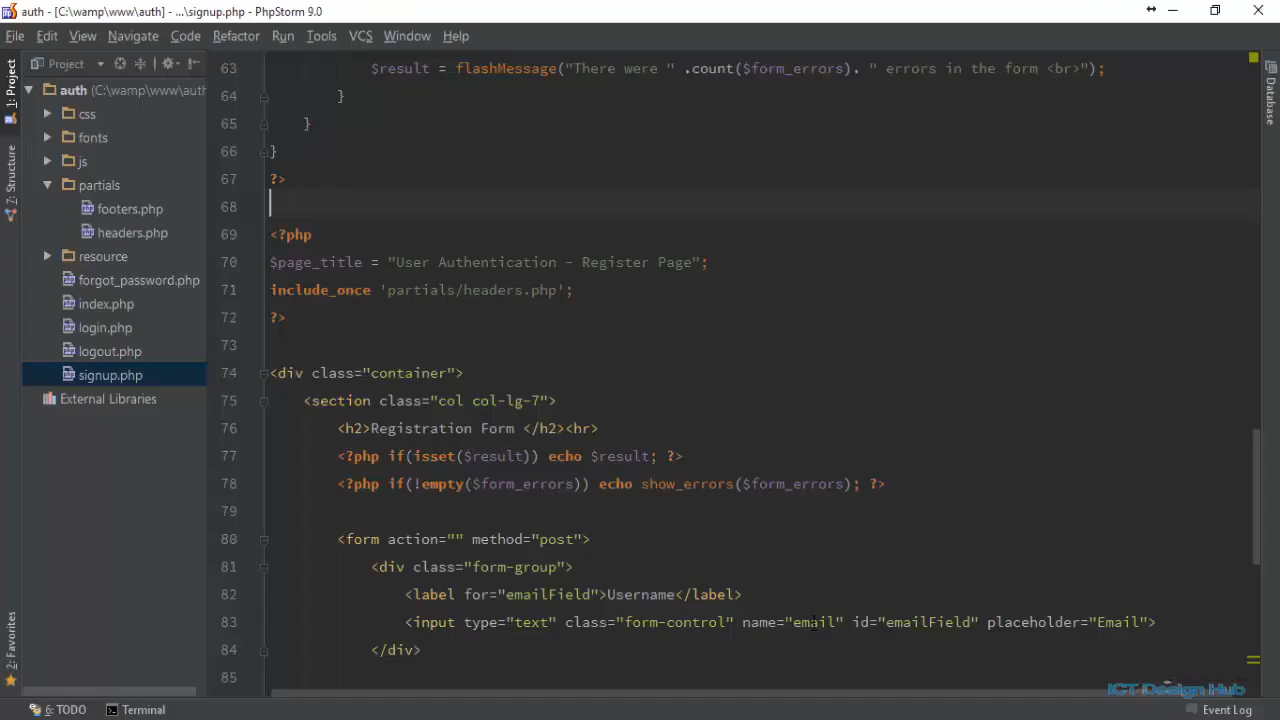 auth - [C:\wamp\www\auth] - ...\signup.php - PhpStorm 9.0
File Edit View Navigate Code Refactor Run Tools VCS Window Help
1: Project
7: Structure
2: Favorites
Project
auth (C:\wamp\www\auth
css
fonts
js
partials
footers.php
headers.php
resource
forgot_password.php
index.php
login.php
logout.php
signup.php
External Libraries
63 $result = flashMessage("There were " .count($form_errors). " errors in the form <br>");
64 }
65 }
66 }
67 ?>
68
69 <?php
70 $page_title = "User Authentication - Register Page";
71 include_once 'partials/headers.php';
72 ?>
73
74 <div class="container">
75 <section class="col col-lg-7">
76 <h2>Registration Form </h2><hr>
77 <?php if(isset($result)) echo $result; ?>
78 <?php if(!empty($form_errors)) echo show_errors($form_errors); ?>
79
80 <form action="" method="post">
81 <div class="form-group">
82 <label for="emailField">Username</label>
83 <input type="text" class="form-control" name="email" id="emailField" placeholder="Email">
84 </div>
85
Database
ICT Design Hub
6: TODO Terminal Event Log